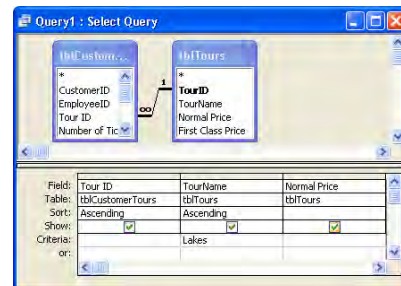 Query1 : Select Query
tblCustom... tblTours
* *
CustomerID TourID
EmployeeID TourName
Tour ID Normal Price
Number of Tic First Class Price
1
∞
Field: Tour ID TourName Normal Price
Table: tblCustomerTours tblTours tblTours
Sort: Ascending Ascending
Show:
Criteria: Lakes
or: